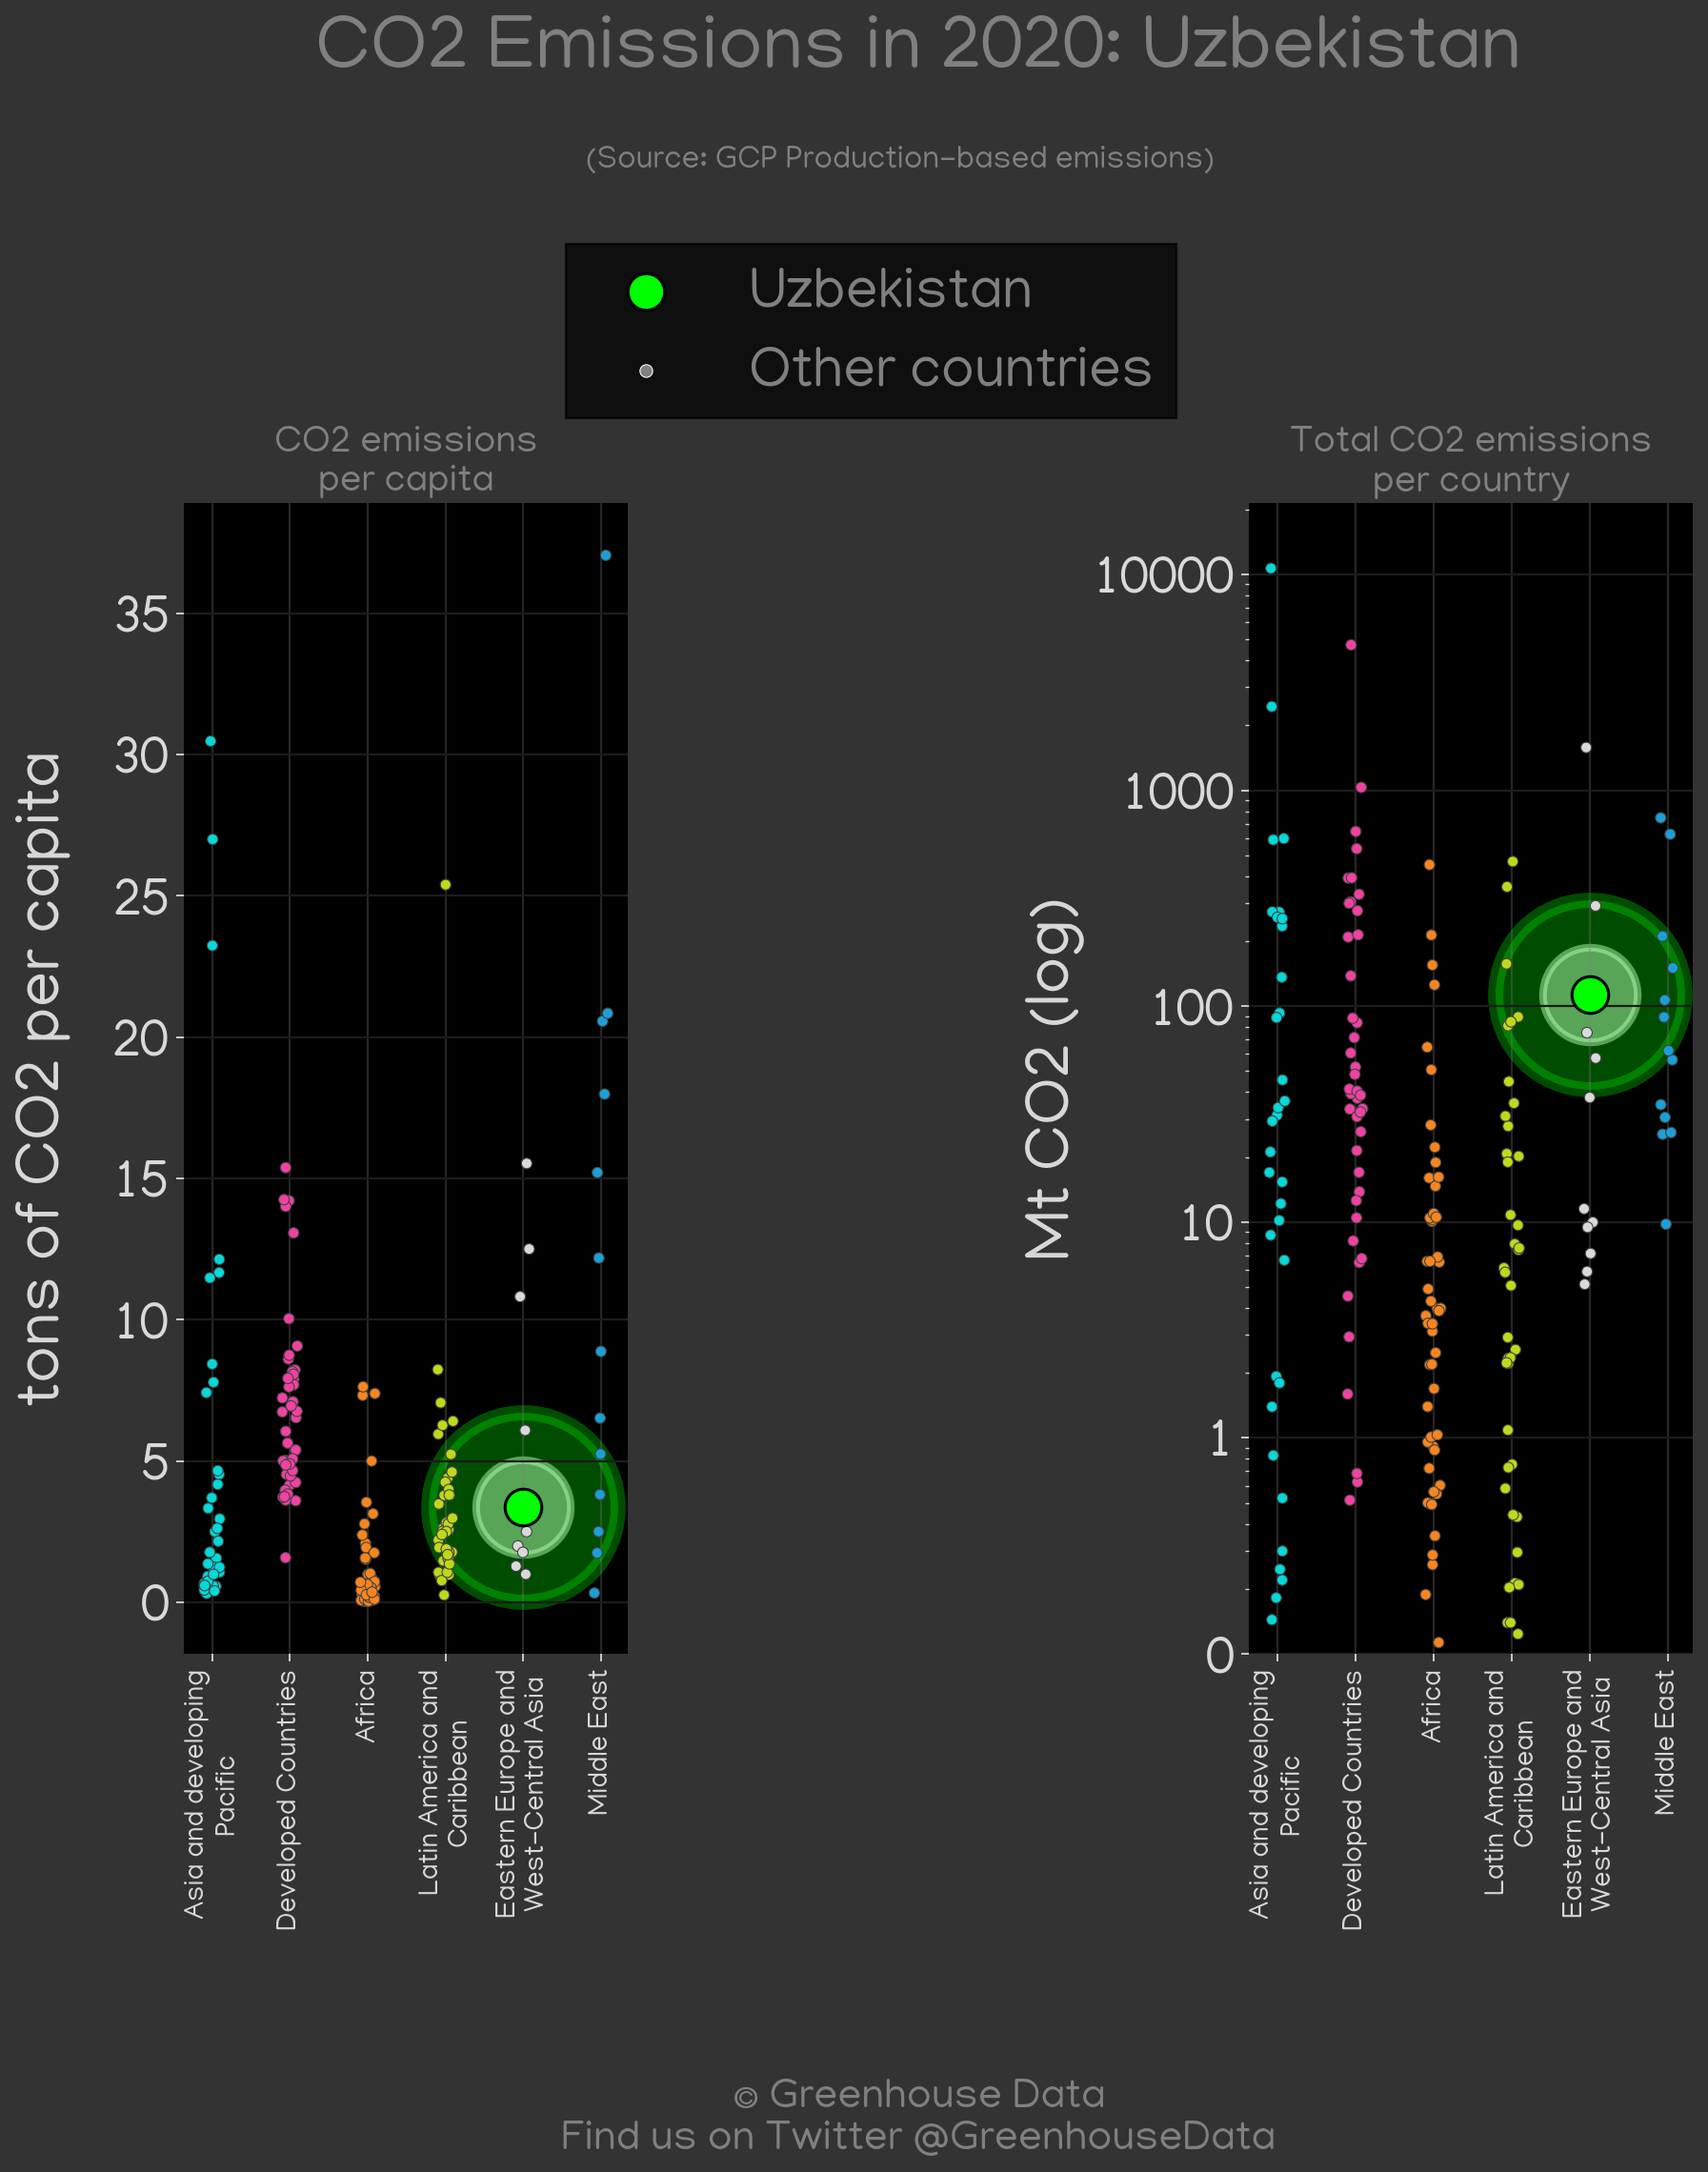 CO2 Emissions in 2020: Uzbekistan
(Source: GCP Production-based emissions)
Uzbekistan
Other countries
CO2 emissions
per capita
tons of CO2 per capita
35
30
25
20
15
10
5
0
Asia and developing
Pacific
Developed Countries
Africa
Latin America and
Caribbean
Eastern Europe and
West-Central Asia
Middle East
Total CO2 emissions
per country
Mt CO2 (log)
10000
1000
100
10
1
0
Asia and developing
Pacific
Developed Countries
Africa
Latin America and
Caribbean
Eastern Europe and
West-Central Asia
Middle East
© Greenhouse Data
Find us on Twitter @GreenhouseData